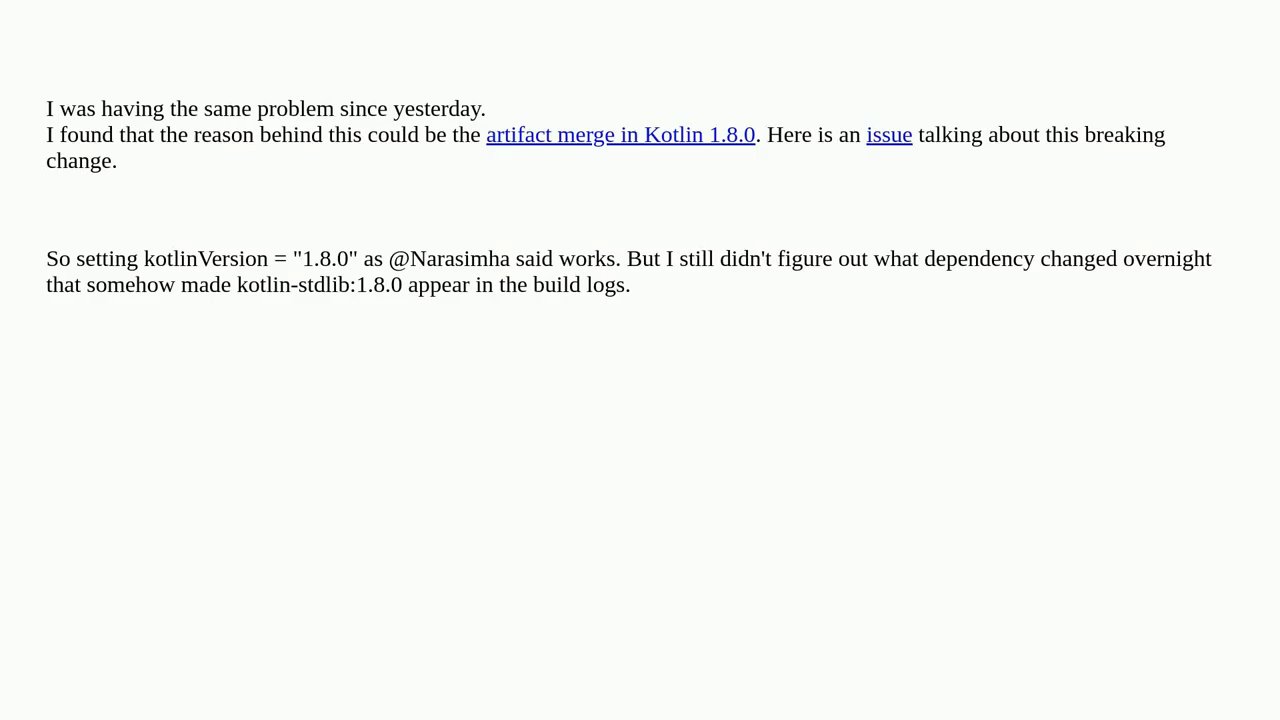 I was having the same problem since yesterday.
I found that the reason behind this could be the artifact merge in Kotlin 1.8.0. Here is an issue talking about this breaking
change.
So setting kotlinVersion = "1.8.0" as @Narasimha said works. But I still didn't figure out what dependency changed overnight
that somehow made kotlin-stdlib:1.8.0 appear in the build logs.